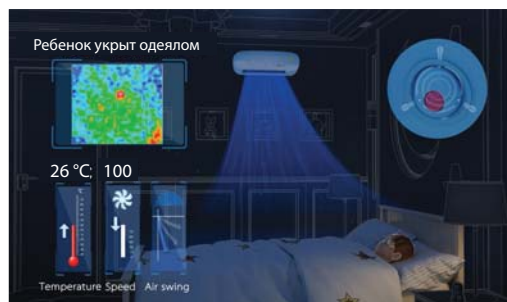 Ребенок укрыт одеялом
26 °C; 100
Temperature Speed Air swing